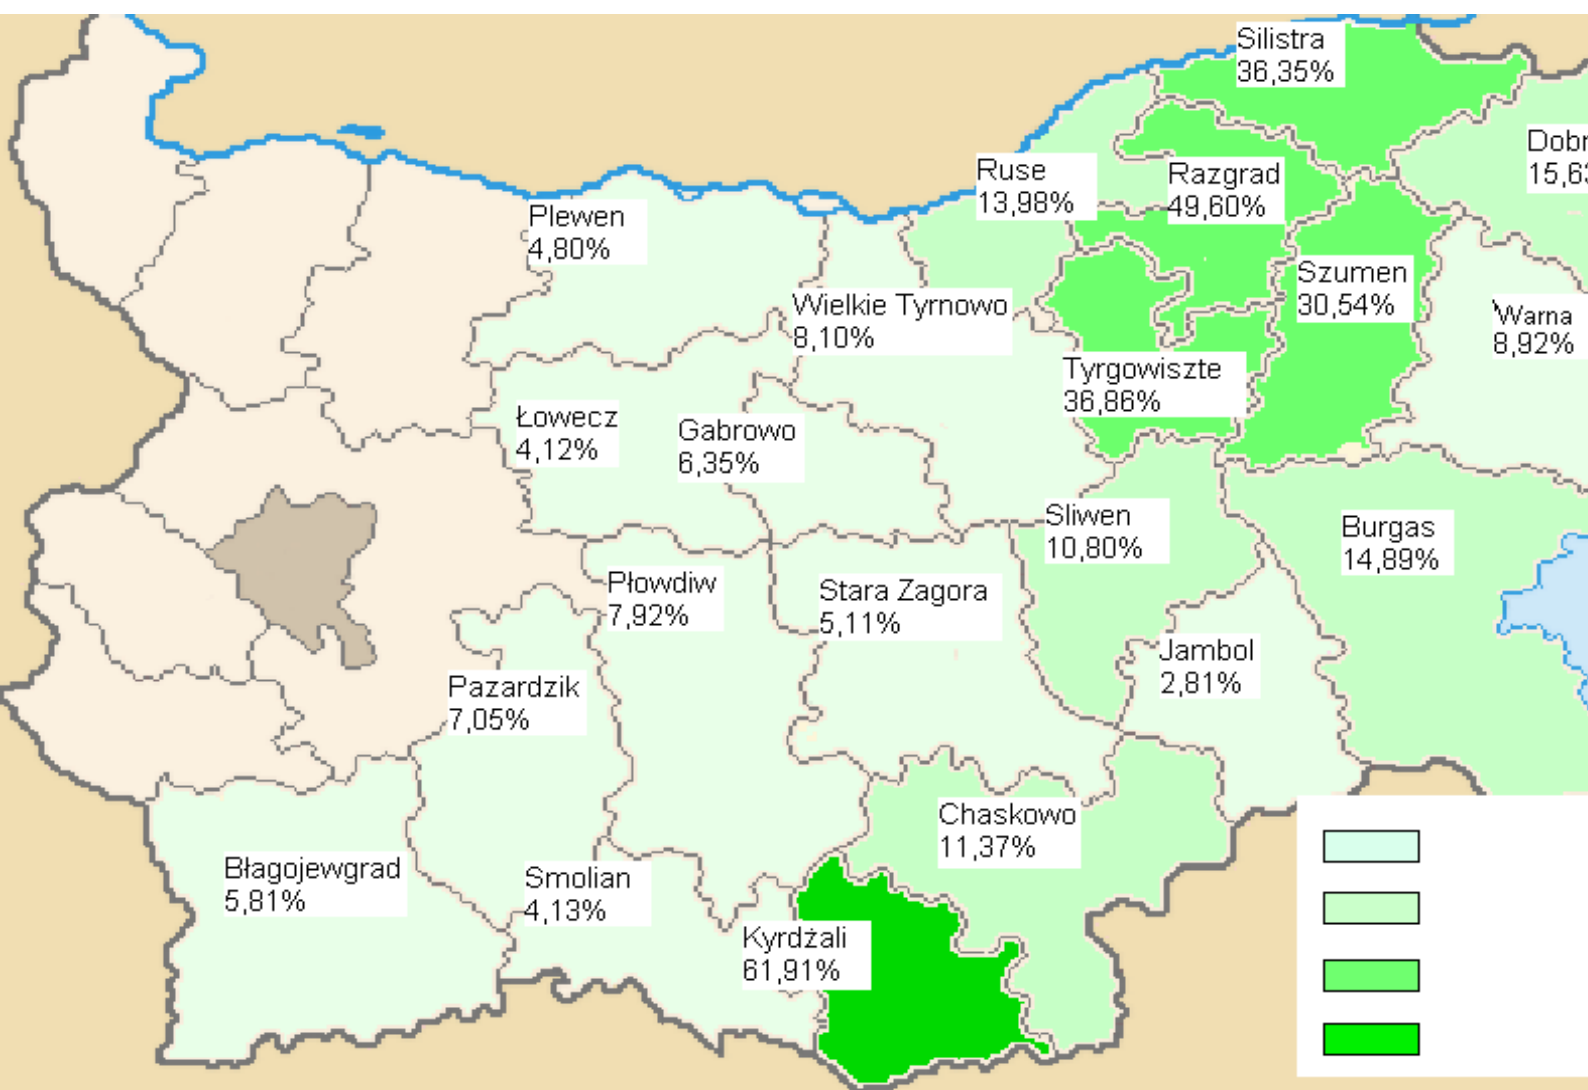 Silistra
36,35%
Dobr
15,63
Ruse
13,98%
Razgrad
49,60%
Plewen
4,80%
Szumen
30,54%
Wielkie Tyrnowo
8,10%
Warna
8,92%
Tyrgowiszte
36,86%
Łowecz
4,12%
Gabrowo
6,35%
Sliwen
10,80%
Burgas
14,89%
Płowdiw
7,92%
Stara Zagora
5,11%
Jambol
2,81%
Pazardzik
7,05%
Chaskowo
11,37%
Błagojewgrad
5,81%
Smolian
4,13%
Kyrdżali
61,91%